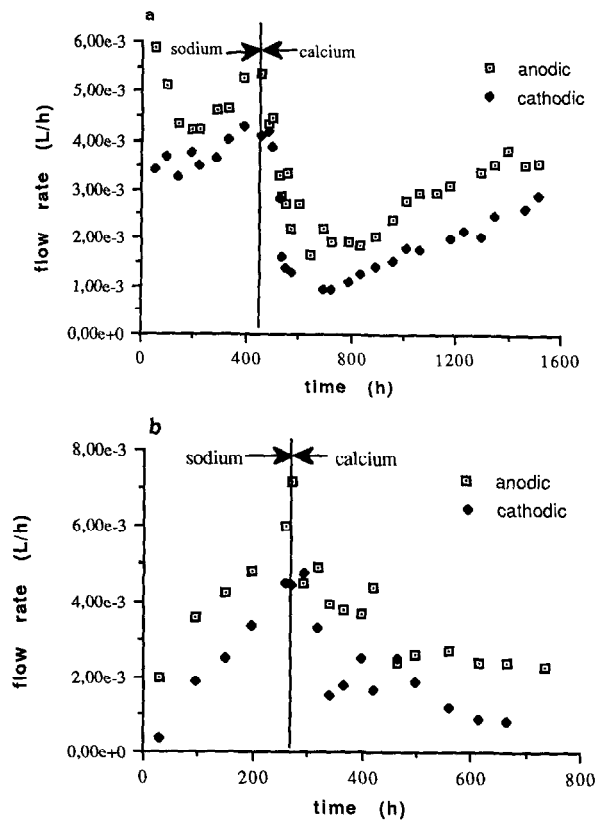 a
6,00e-3
sodium
calcium
anodic
cathodic
5,00e-3
4,00e-3
3,00e-3
2,00e-3
1,00e-3
0,00e+0
flow rate (L/h)
0 400 800 1200 1600
time (h)
b
8,00e-3
sodium
calcium
anodic
cathodic
6,00e-3
4,00e-3
2,00e-3
0,00e+0
flow rate (L/h)
0 200 400 600 800
time (h)